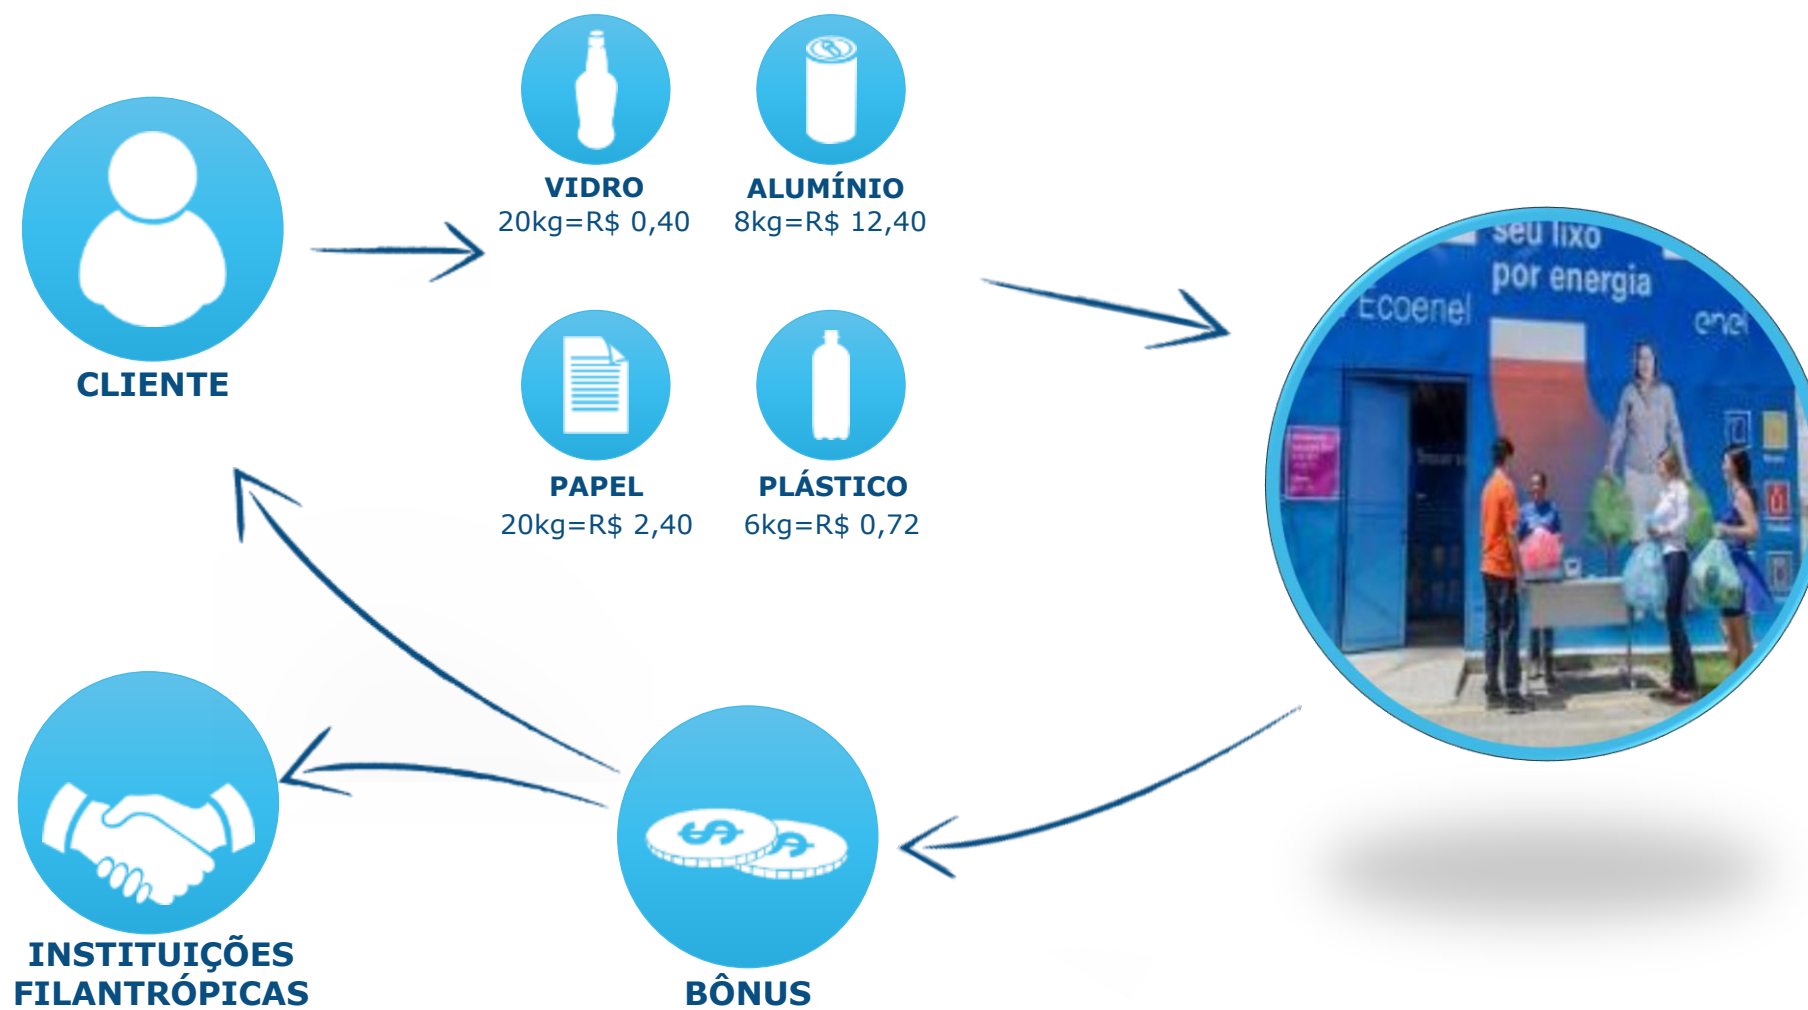 VIDRO
20kg=R$ 0,40
ALUMÍNIO
8kg=R$ 12,40
CLIENTE
PAPEL
20kg=R$ 2,40
PLÁSTICO
6kg=R$ 0,72
seu lixo
por energia
Ecoenel
enel
INSTITUIÇÕES
FILANTRÓPICAS
BÔNUS